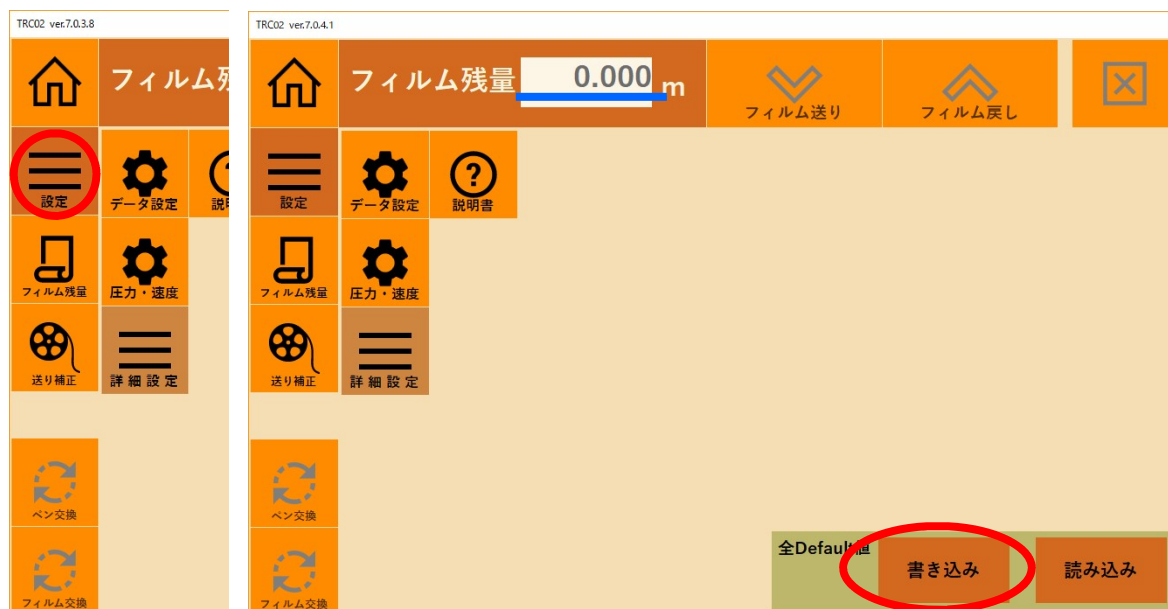 TRC02 ver.7.0.3.8
フィルム残
設定
データ設定
説明
フィルム残量
圧力・速度
送り補正
詳細設定
ペン交換
フィルム交換
TRC02 ver.7.0.4.1
フィルム残量 0.000 m
フィルム送り
フィルム戻し
設定
データ設定
説明書
フィルム残量
圧力・速度
送り補正
詳細設定
ペン交換
フィルム交換
全Default値
書き込み
読み込み